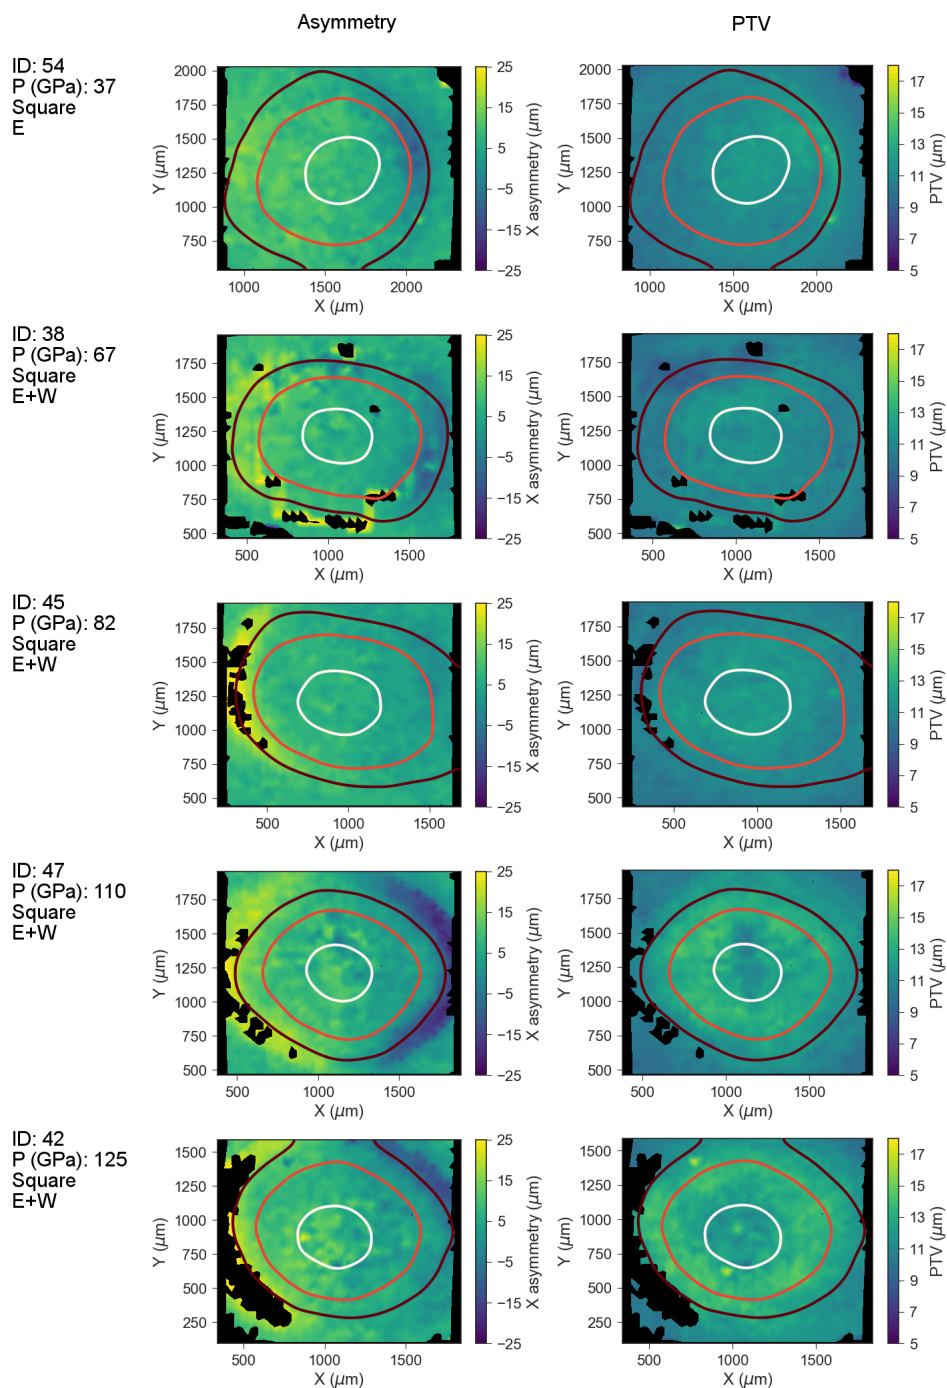 Asymmetry
PTV
ID: 54
P (GPa): 37
Square
E
2000
1750
1500
1250
1000
750
Y (μm)
1000
1500
2000
X (μm)
25
15
5
−5
−15
−25
X asymmetry (μm)
2000
1750
1500
1250
1000
750
Y (μm)
1000
1500
2000
X (μm)
17
15
13
11
9
7
5
PTV (μm)
ID: 38
P (GPa): 67
Square
E+W
1750
1500
1250
1000
750
500
Y (μm)
500
1000
1500
X (μm)
25
15
5
−5
−15
−25
X asymmetry (μm)
1750
1500
1250
1000
750
500
Y (μm)
500
1000
1500
X (μm)
17
15
13
11
9
7
5
PTV (μm)
ID: 45
P (GPa): 82
Square
E+W
1750
1500
1250
1000
750
500
Y (μm)
500
1000
1500
X (μm)
25
15
5
−5
−15
−25
X asymmetry (μm)
1750
1500
1250
1000
750
500
Y (μm)
500
1000
1500
X (μm)
17
15
13
11
9
7
5
PTV (μm)
ID: 47
P (GPa): 110
Square
E+W
1750
1500
1250
1000
750
500
Y (μm)
500
1000
1500
X (μm)
25
15
5
−5
−15
−25
X asymmetry (μm)
1750
1500
1250
1000
750
500
Y (μm)
500
1000
1500
X (μm)
17
15
13
11
9
7
5
PTV (μm)
ID: 42
P (GPa): 125
Square
E+W
1500
1250
1000
750
500
250
Y (μm)
500
1000
1500
X (μm)
25
15
5
−5
−15
−25
X asymmetry (μm)
1500
1250
1000
750
500
250
Y (μm)
500
1000
1500
X (μm)
17
15
13
11
9
7
5
PTV (μm)